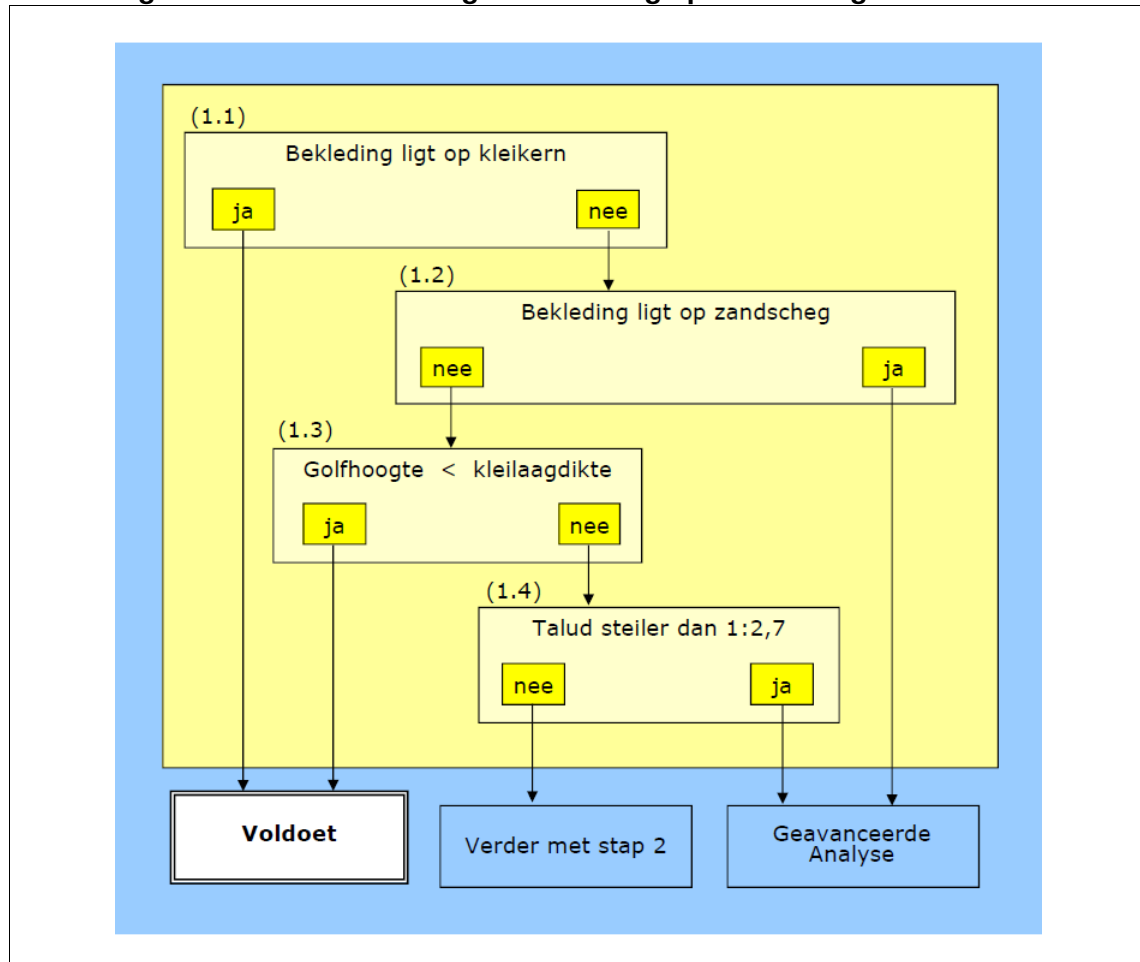 (1.1)
Bekleding ligt op kleikern
ja
nee
(1.2)
Bekleding ligt op zandscheg
nee
ja
(1.3)
Golfhoogte < kleilaagdikte
ja
nee
(1.4)
Talud steiler dan 1:2,7
nee
ja
Voldoet
Verder met stap 2
Geavanceerde
Analyse